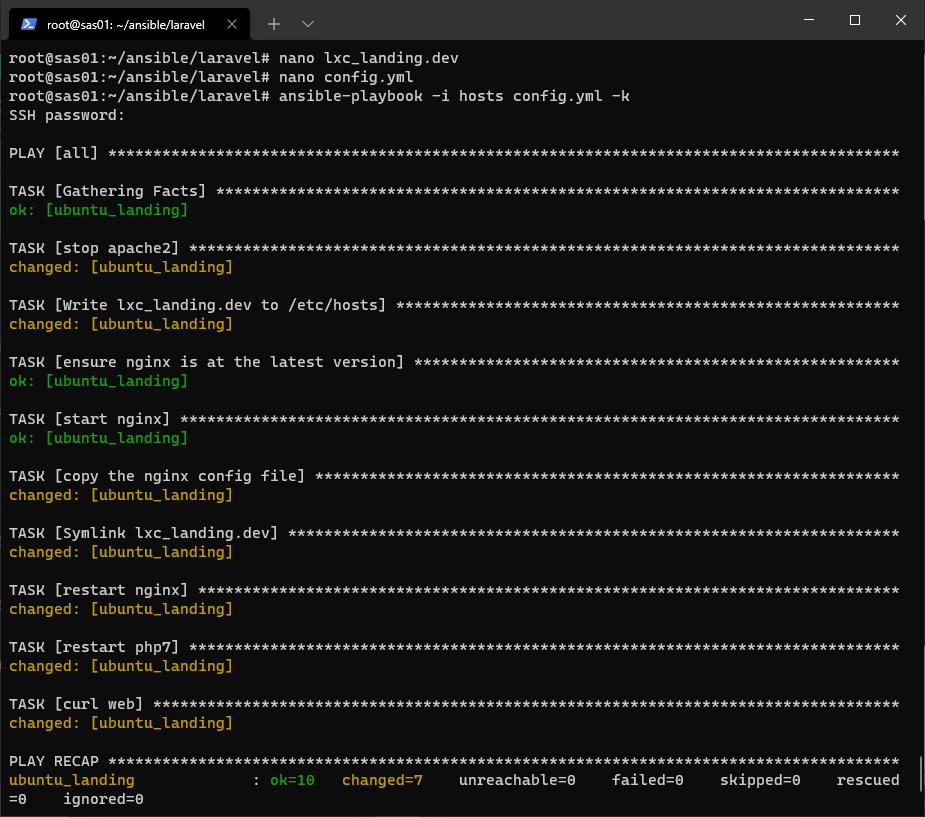 root@sas01: ~/ansible/laravel
root@sas01:~/ansible/laravel# nano lxc_landing.dev
root@sas01:~/ansible/laravel# nano config.yml
root@sas01:~/ansible/laravel# ansible-playbook -i hosts config.yml -k
SSH password:
PLAY [all] ****************************************************************************************
TASK [Gathering Facts] ****************************************************************************
ok: [ubuntu_landing]
TASK [stop apache2] *******************************************************************************
changed: [ubuntu_landing]
TASK [Write lxc_landing.dev to /etc/hosts] ********************************************************
changed: [ubuntu_landing]
TASK [ensure nginx is at the latest version] ******************************************************
ok: [ubuntu_landing]
TASK [start nginx] ********************************************************************************
ok: [ubuntu_landing]
TASK [copy the nginx config file] *****************************************************************
changed: [ubuntu_landing]
TASK [Symlink lxc_landing.dev] ********************************************************************
changed: [ubuntu_landing]
TASK [restart nginx] ******************************************************************************
changed: [ubuntu_landing]
TASK [restart php7] *******************************************************************************
changed: [ubuntu_landing]
TASK [curl web] ***********************************************************************************
changed: [ubuntu_landing]
PLAY RECAP ****************************************************************************************
ubuntu_landing             : ok=10   changed=7    unreachable=0    failed=0    skipped=0    rescued
=0    ignored=0